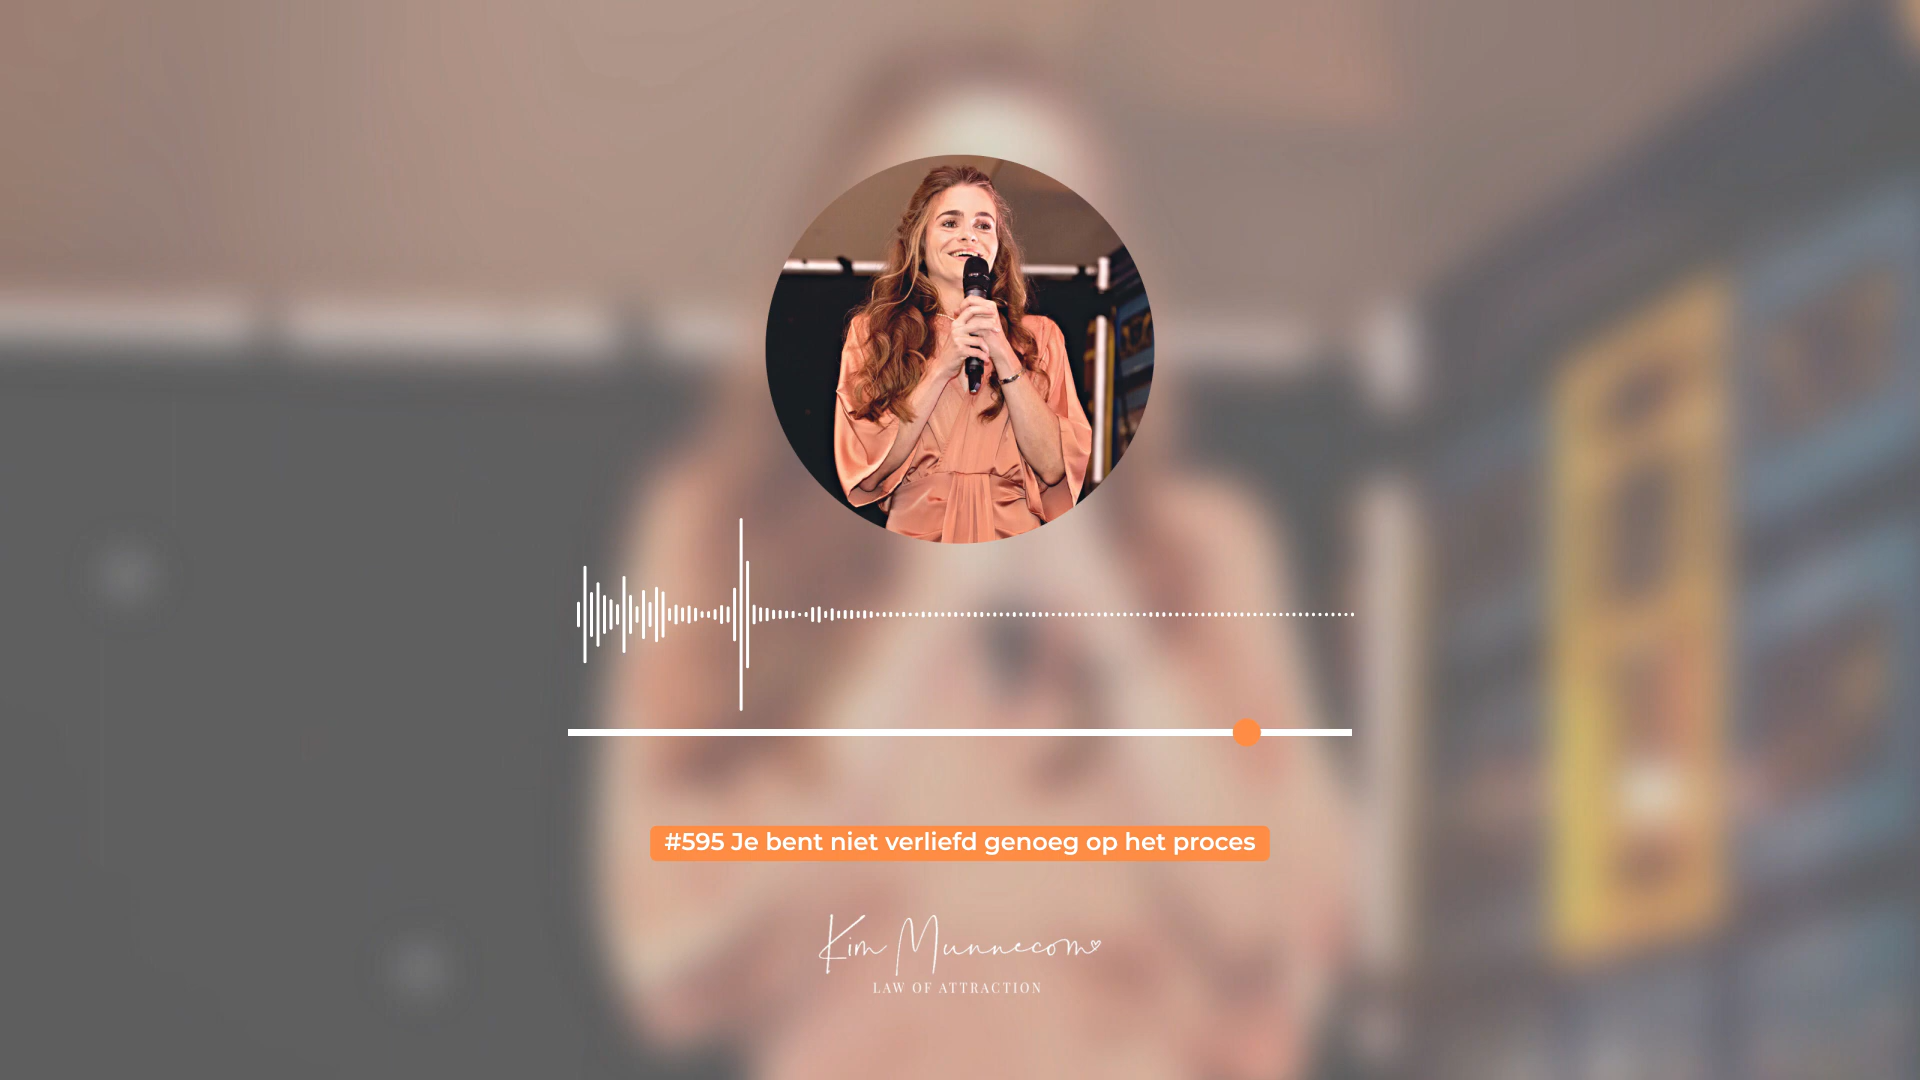 #595 Je bent niet verliefd genoeg op het proces
Kim Munnecom
LAW OF ATTRACTION